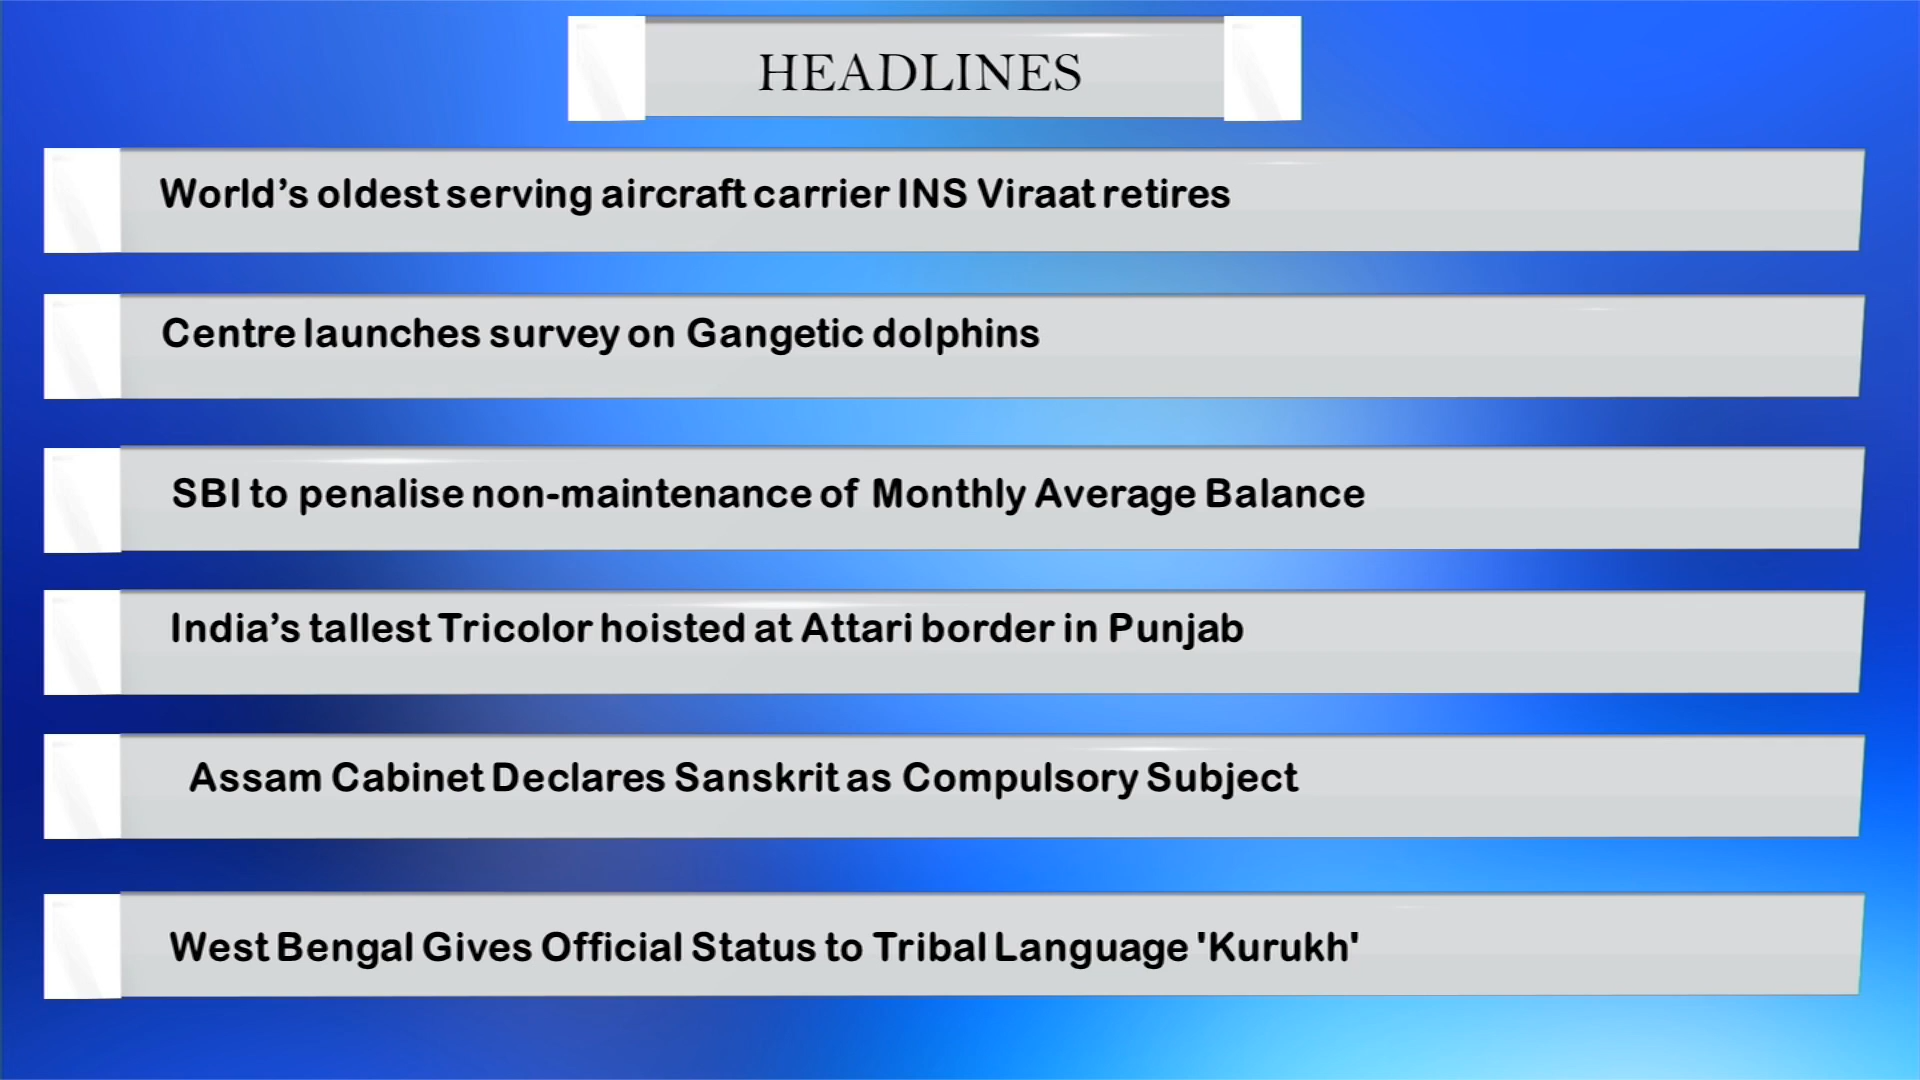 HEADLINES
World’s oldest serving aircraft carrier INS Viraat retires
Centre launches survey on Gangetic dolphins
SBI to penalise non-maintenance of Monthly Average Balance
India’s tallest Tricolor hoisted at Attari border in Punjab
Assam Cabinet Declares Sanskrit as Compulsory Subject
West Bengal Gives Official Status to Tribal Language 'Kurukh'